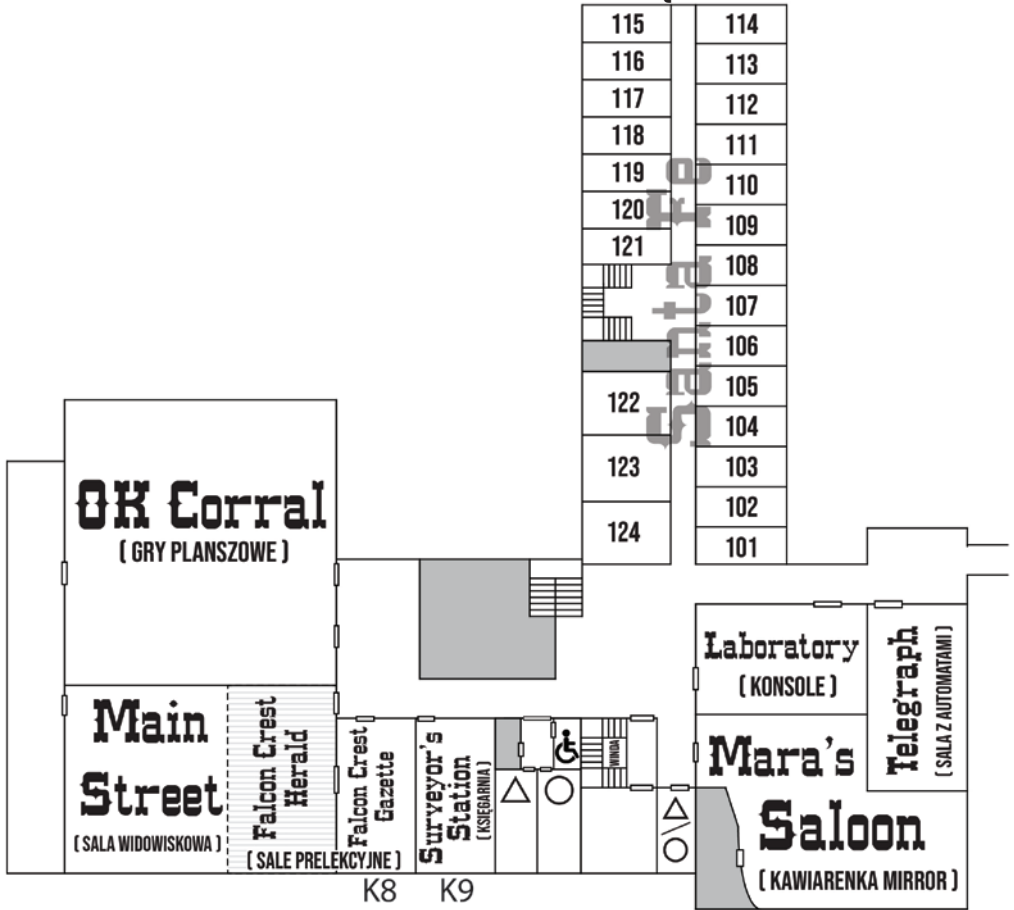 115
116
117
118
119
120
121
122
123
124
114
113
112
111
110
109
108
107
106
105
104
103
102
101
Santa Fe
OK Corral
( GRY PLANSZOWE )
Main
Street
( SALA WIDOWISKOWA )
Falcon Crest
Herald
Falcon Crest
Gazette
( SALE PRELEKCYJNE )
Surveyor's
Station
( KSIĘGARNIA )
K8
K9
WINDA
Laboratory
( KONSOLE )
Telegraph
( SALA Z AUTOMATAMI )
Mara's
Saloon
( KAWIARENKA MIRROR )